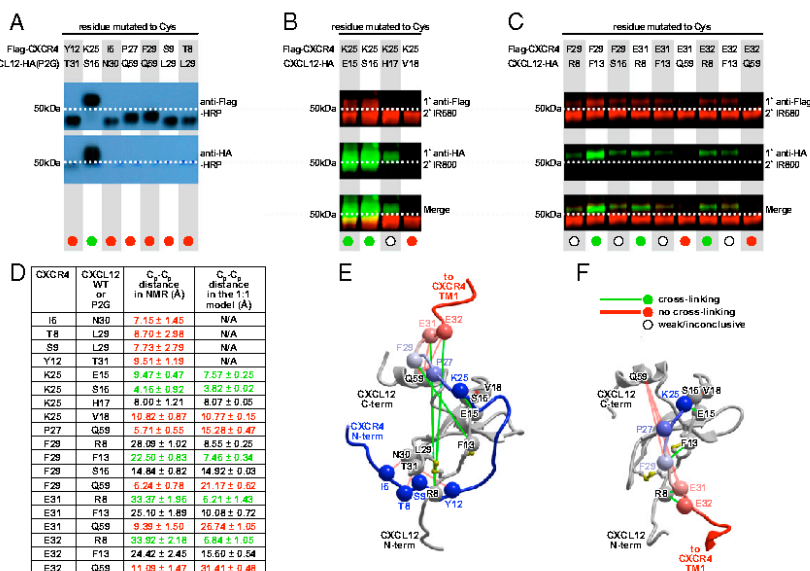 A
residue mutated to Cys
Flag-CXCR4 Y12 K25 I6 P27 F29 S9 T8
CXCL12-HA(P2G) T31 S16 N30 Q59 Q59 L29 L29
50kDa
anti-Flag
-HRP
50kDa
anti-HA
-HRP
B
residue mutated to Cys
Flag-CXCR4 K25 K25 K25 K25
CXCL12-HA E15 S16 H17 V18
50kDa
1° anti-Flag
2° IR680
50kDa
1° anti-HA
2° IR800
50kDa
Merge
C
residue mutated to Cys
Flag-CXCR4 F29 F29 F29 E31 E31 E31 E32 E32 E32
CXCL12-HA R8 F13 S16 R8 F13 Q59 R8 F13 Q59
50kDa
1° anti-Flag
2° IR680
50kDa
1° anti-HA
2° IR800
50kDa
Merge
D
CXCR4 CXCL12 WT or P2G Cβ-Cβ distance in NMR (Å) Cβ-Cβ distance in the 1:1 model (Å)
I6 N30 7.15 ± 1.45 N/A
T8 L29 8.70 ± 2.98 N/A
S9 L29 7.73 ± 2.79 N/A
Y12 T31 9.51 ± 1.19 N/A
K25 E15 9.47 ± 0.47 7.57 ± 0.25
K25 S16 4.16 ± 0.92 3.82 ± 0.02
K25 H17 8.00 ± 1.21 8.07 ± 0.05
K25 V18 10.82 ± 0.87 10.77 ± 0.15
P27 Q59 5.71 ± 0.55 15.28 ± 0.47
F29 R8 28.09 ± 1.02 8.55 ± 0.25
F29 F13 22.50 ± 0.83 7.46 ± 0.34
F29 S16 14.84 ± 0.82 14.92 ± 0.03
F29 Q59 6.24 ± 0.78 21.17 ± 0.62
E31 R8 33.37 ± 1.96 6.21 ± 1.43
E31 F13 25.10 ± 1.89 10.08 ± 0.72
E31 Q59 9.39 ± 1.50 26.74 ± 1.05
E32 R8 33.92 ± 2.18 6.84 ± 1.05
E32 F13 24.42 ± 2.45 15.60 ± 0.54
E32 Q59 11.09 ± 1.47 31.41 ± 0.48
E
to
CXCR4
TM1
E31
E32
F29
P27
Q59
K25
S16
V18
CXCL12
C-term
E15
CXCR4
N-term
F13
L29
N30
T31
R8
I6
S9
T8
Y12
CXCL12
N-term
F
cross-linking
no cross-linking
weak/inconclusive
Q59
K25
S16
V18
CXCL12
C-term
E15
P27
F13
F29
R8
E31
E32
CXCL12
N-term
to
CXCR4
TM1